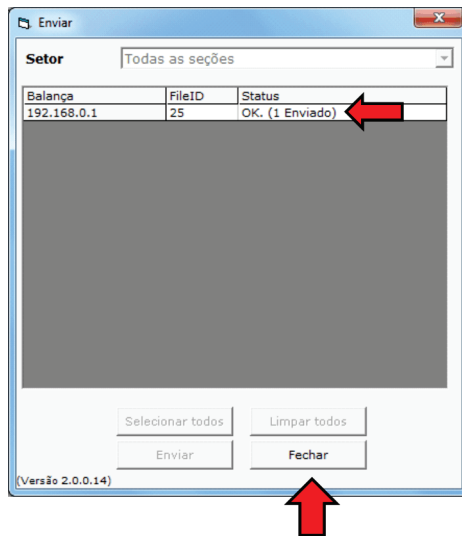 Enviar
Setor Todas as seções
Balança FileID Status
192.168.0.1 25 OK. (1 Enviado)
Selecionar todos Limpar todos
Enviar Fechar
(Versão 2.0.0.14)